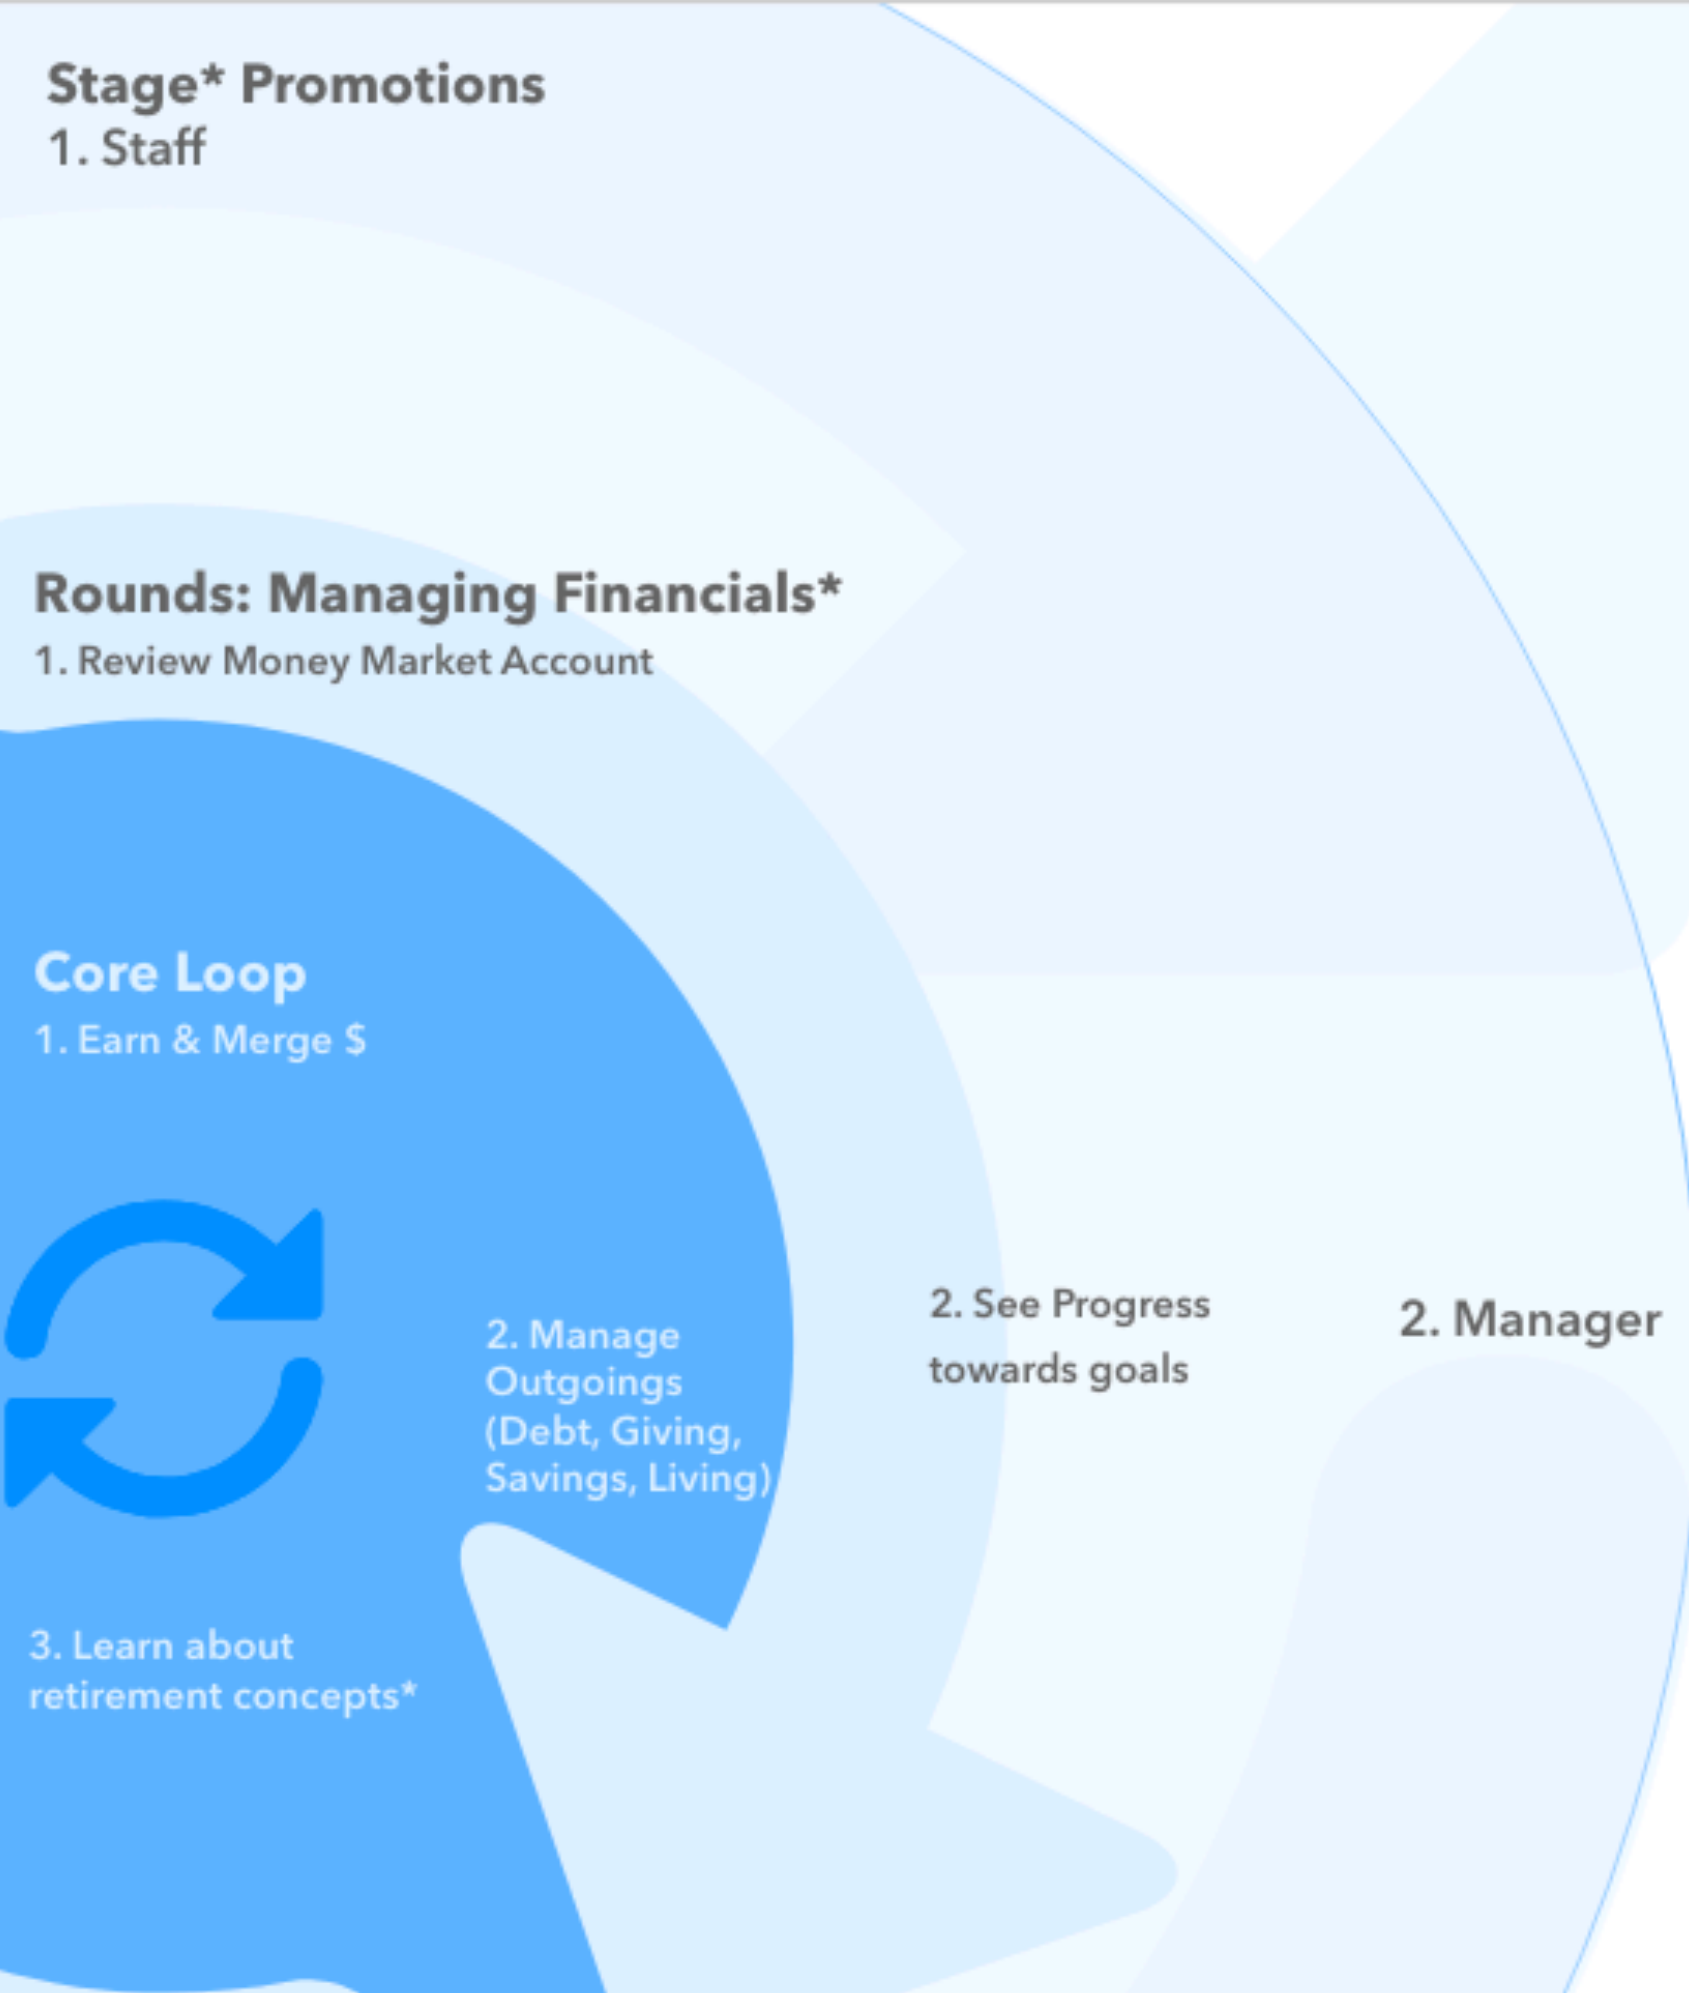 Stage* Promotions
1. Staff
Rounds: Managing Financials*
1. Review Money Market Account
Core Loop
1. Earn & Merge $
2. Manage
Outgoings
(Debt, Giving,
Savings, Living)
2. See Progress
towards goals
2. Manager
3. Learn about
retirement concepts*